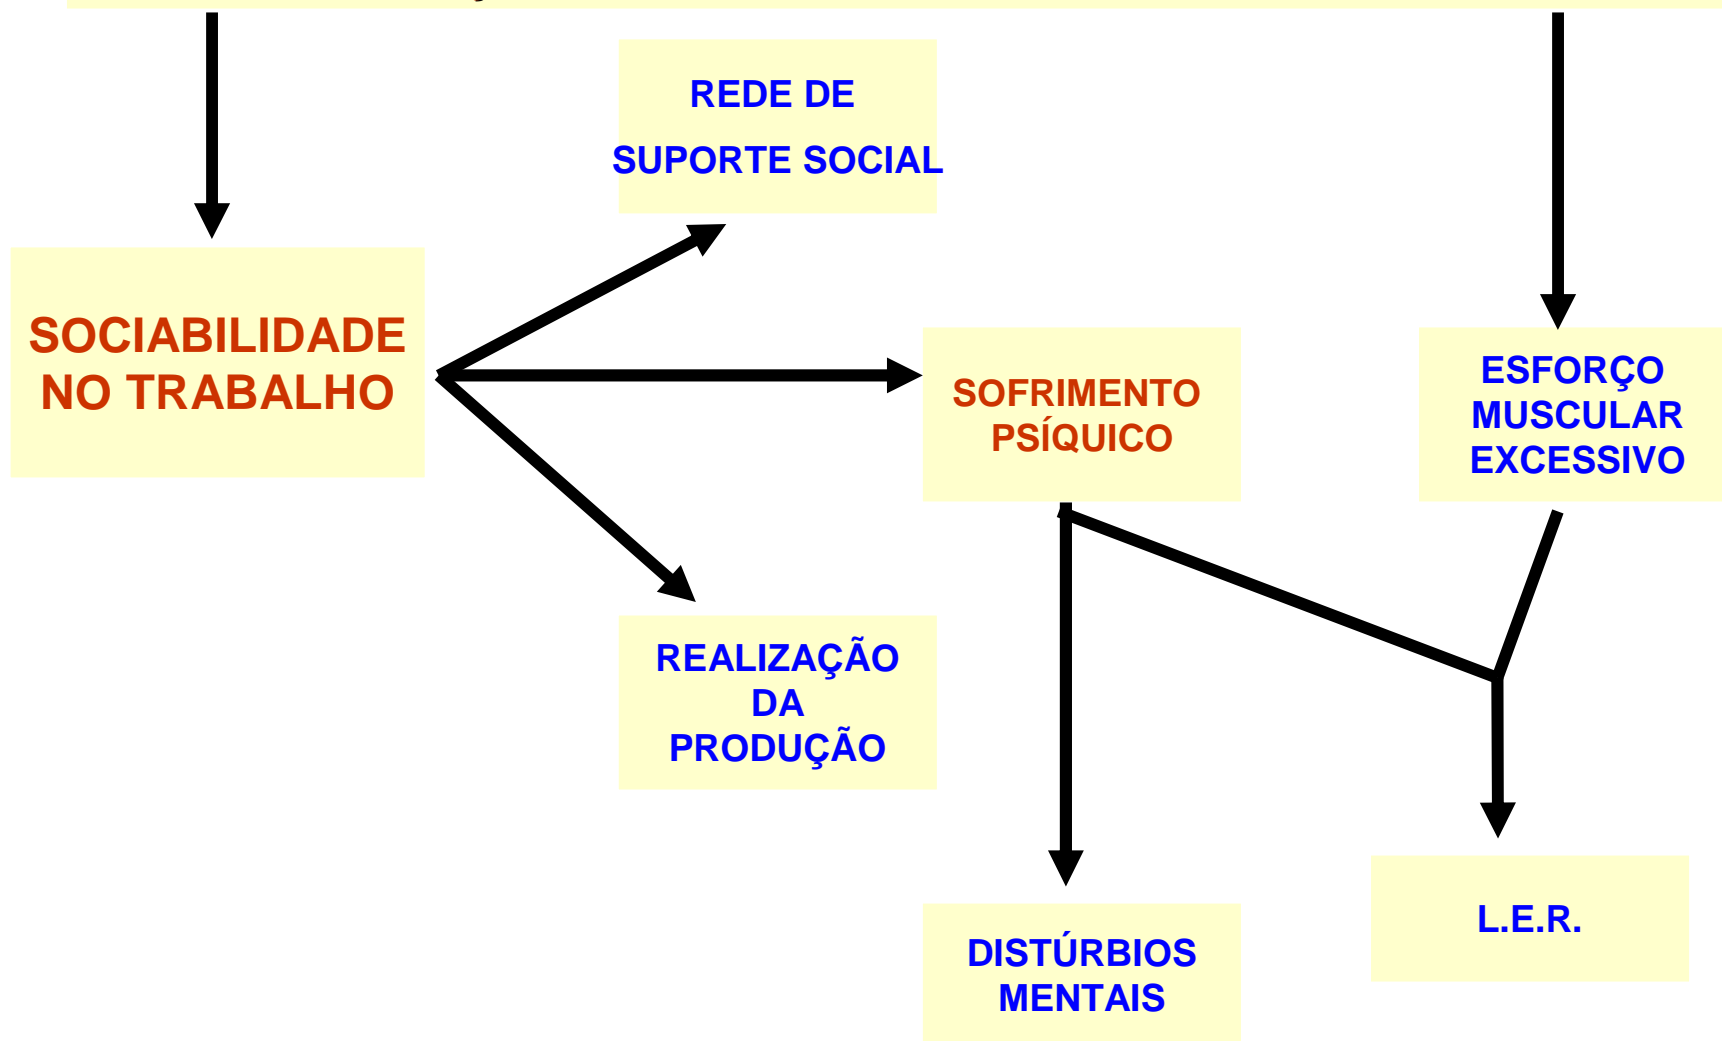 REDE DE
SUPORTE SOCIAL
SOCIABILIDADE
NO TRABALHO
SOFRIMENTO
PSÍQUICO
ESFORÇO
MUSCULAR
EXCESSIVO
REALIZAÇÃO
DA
PRODUÇÃO
L.E.R.
DISTÚRBIOS
MENTAIS